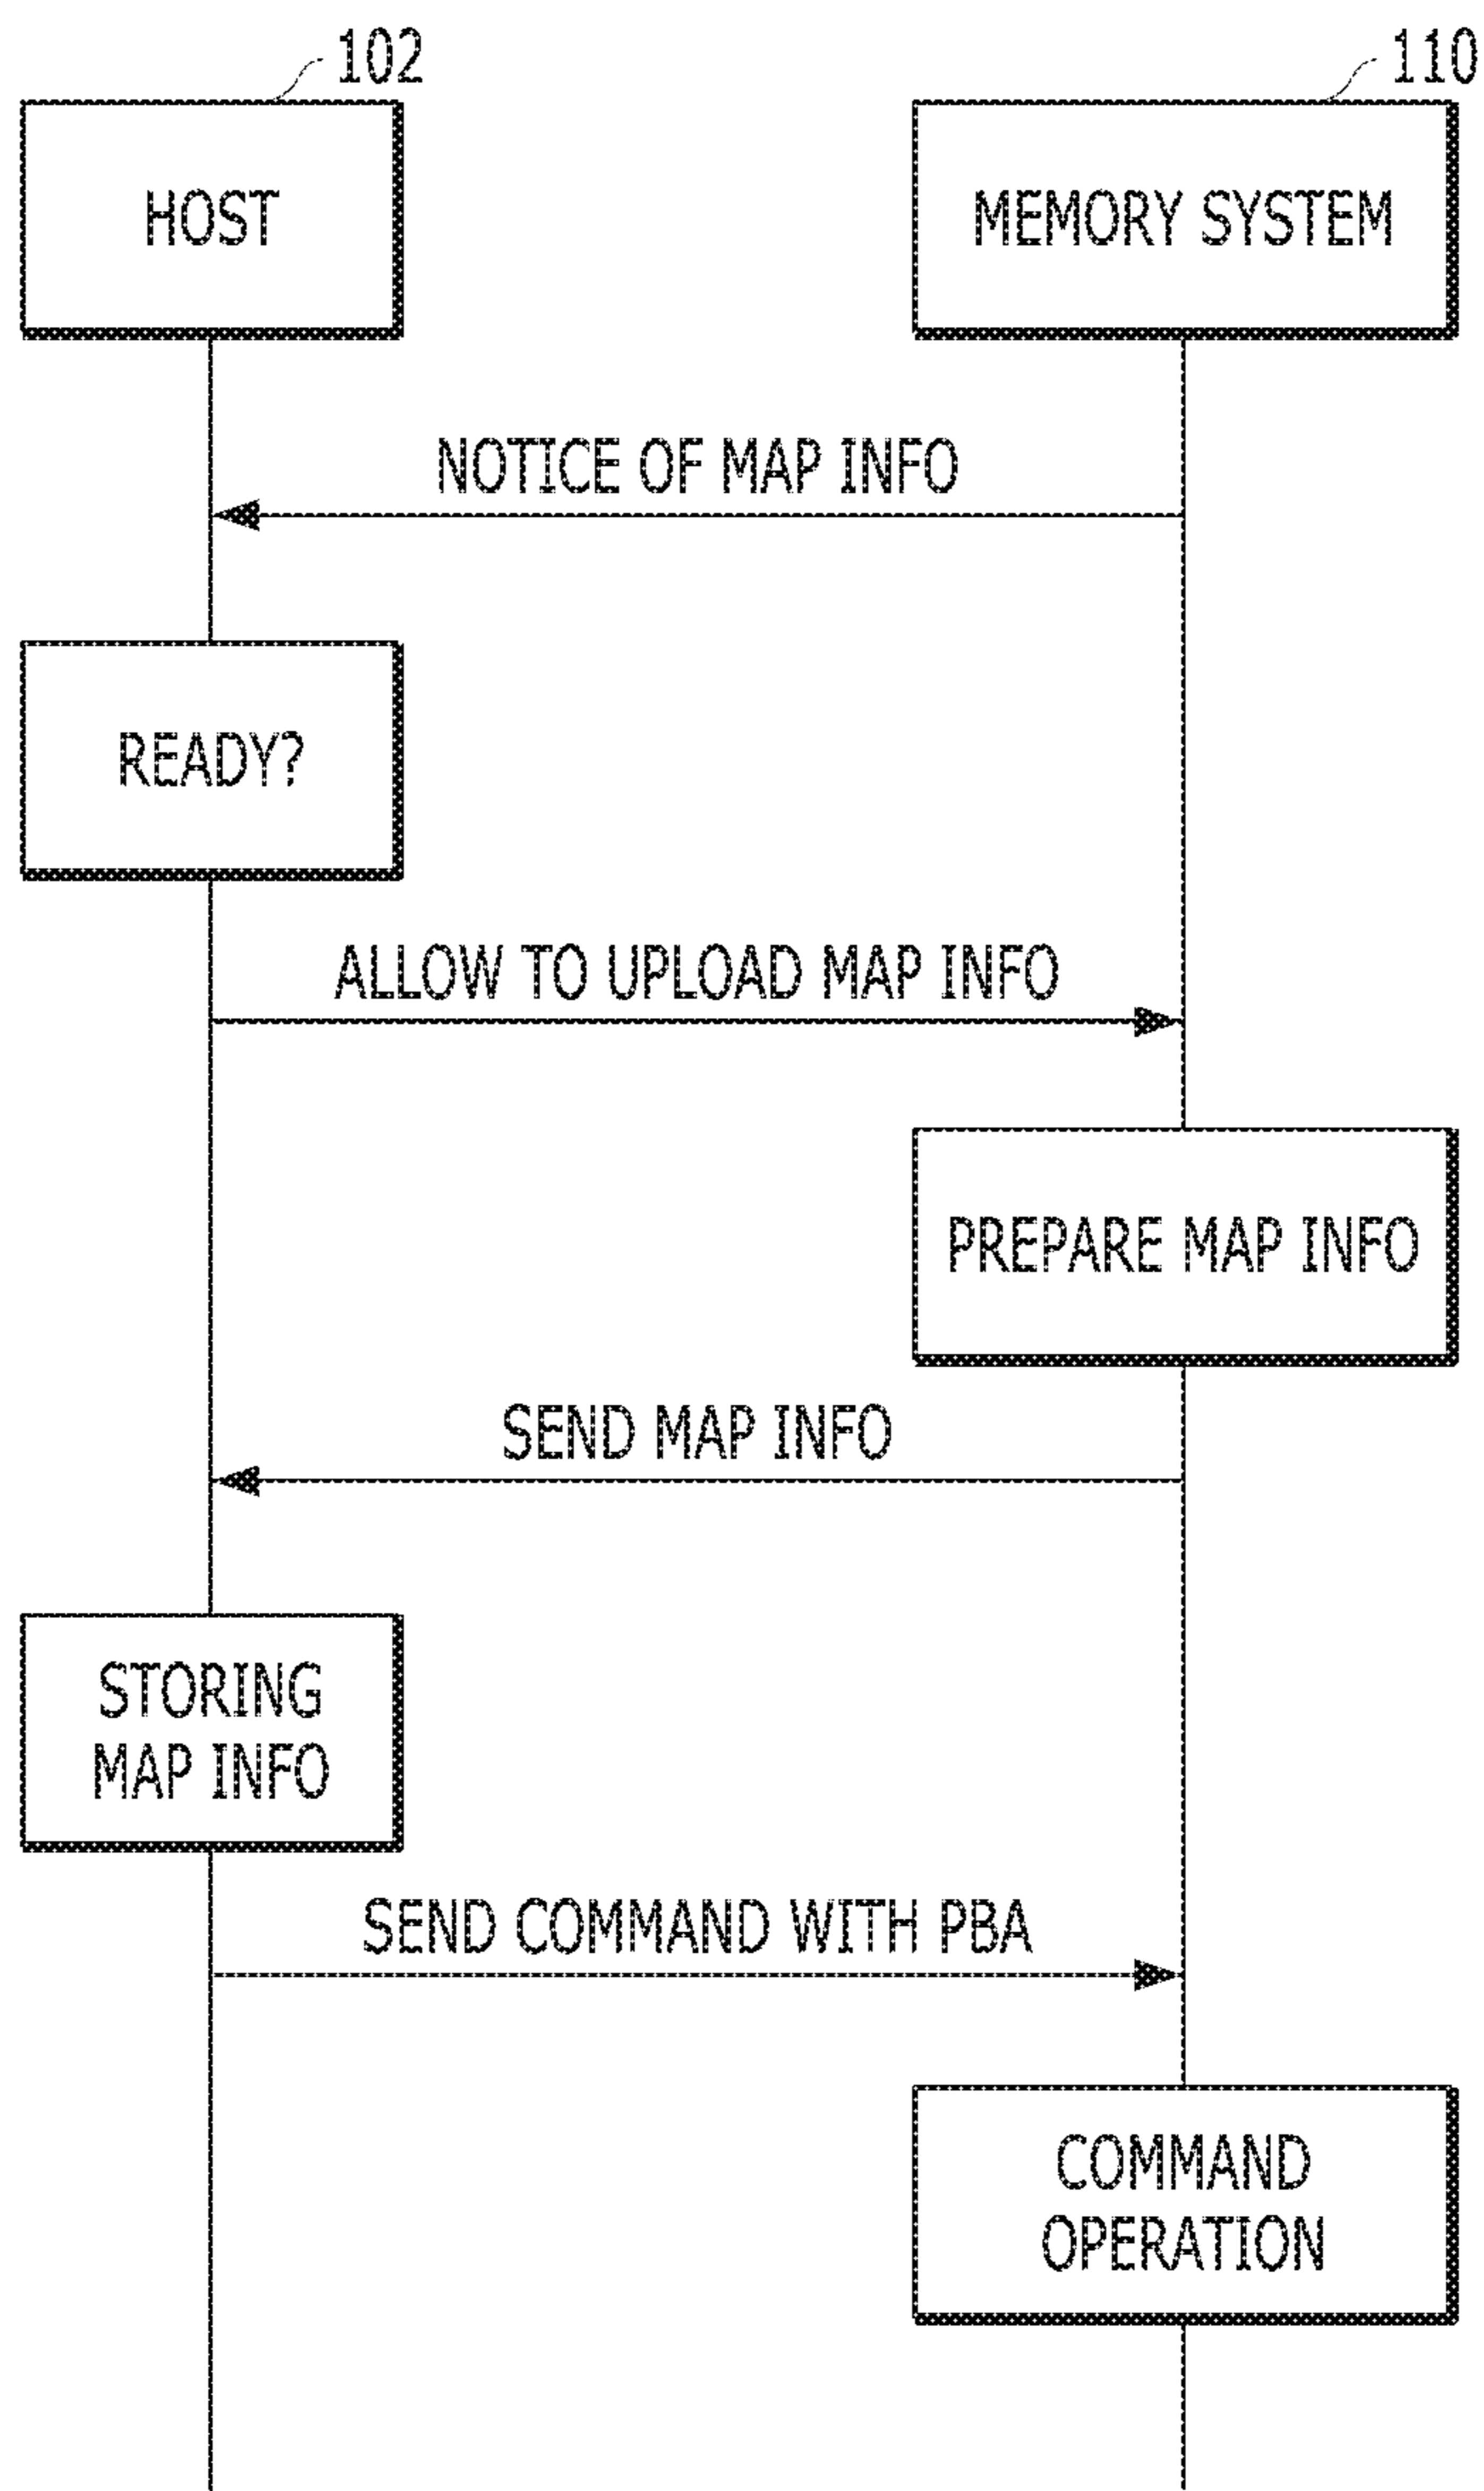 102
110
HOST
MEMORY SYSTEM
NOTICE OF MAP INFO
READY?
ALLOW TO UPLOAD MAP INFO
PREPARE MAP INFO
SEND MAP INFO
STORING
MAP INFO
SEND COMMAND WITH PBA
COMMAND
OPERATION